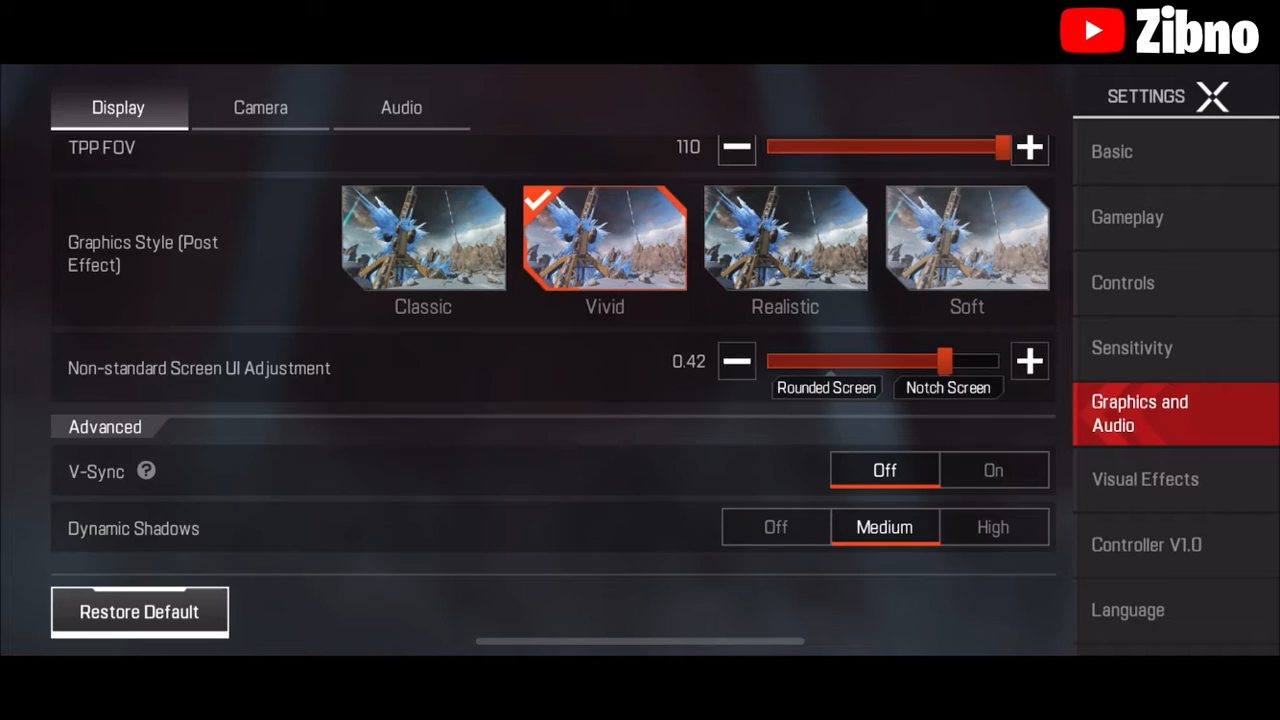 Zibno
SETTINGS
Display Camera Audio
TPP FOV 110
Graphics Style (Post
Effect)
Classic Vivid Realistic Soft
Non-standard Screen UI Adjustment 0.42
Rounded Screen Notch Screen
Advanced
V-Sync ? Off On
Dynamic Shadows Off Medium High
Restore Default
Basic
Gameplay
Controls
Sensitivity
Graphics and
Audio
Visual Effects
Controller V1.0
Language